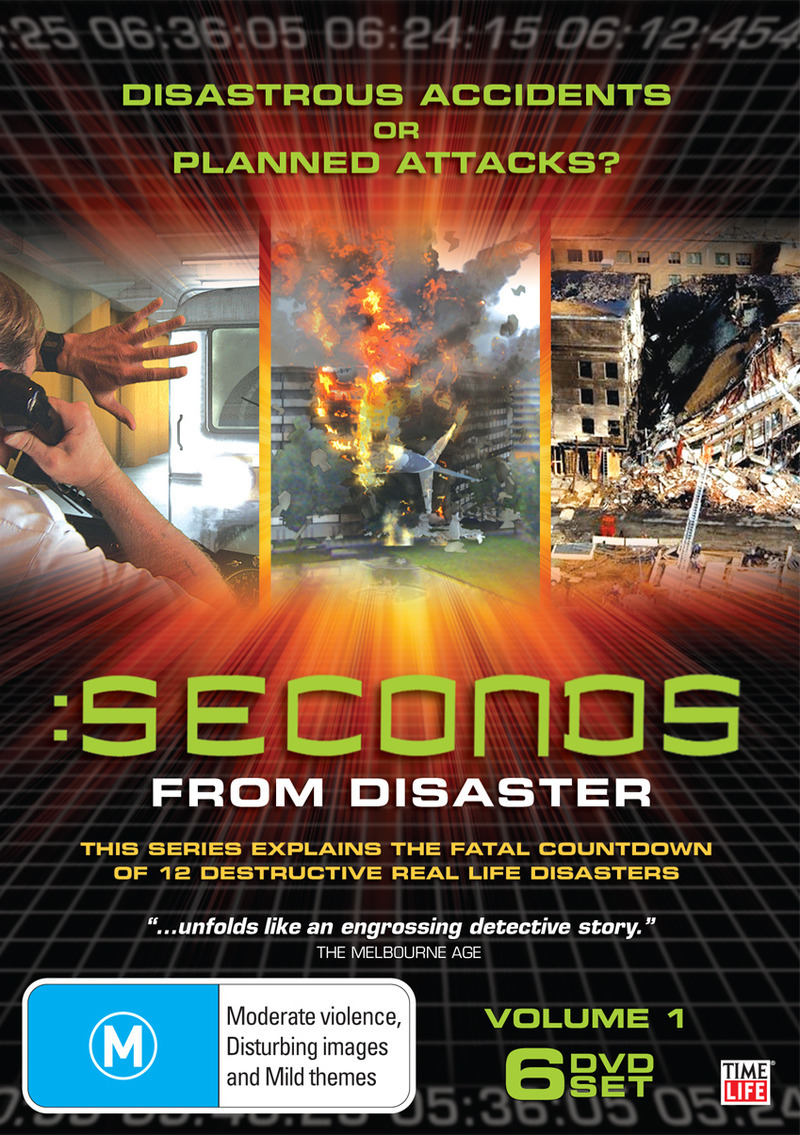 :25 06:36:05 06:24:15 06:12:454
DISASTROUS ACCIDENTS
OR
PLANNED ATTACKS?
:SECONDS
FROM DISASTER
THIS SERIES EXPLAINS THE FATAL COUNTDOWN
OF 12 DESTRUCTIVE REAL LIFE DISASTERS
“...unfolds like an engrossing detective story.”
THE MELBOURNE AGE
M
Moderate violence,
Disturbing images
and Mild themes
VOLUME 1
6 DVD
SET
TIME
LIFE
05:36:05 05:24